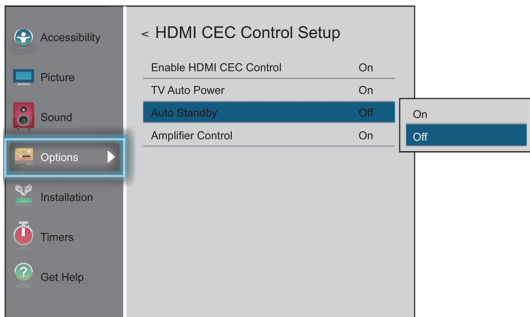 Accessibility
Picture
Sound
Options
Installation
Timers
Get Help
< HDMI CEC Control Setup
Enable HDMI CEC Control On
TV Auto Power On
Auto Standby Off
Amplifier Control On
On
Off